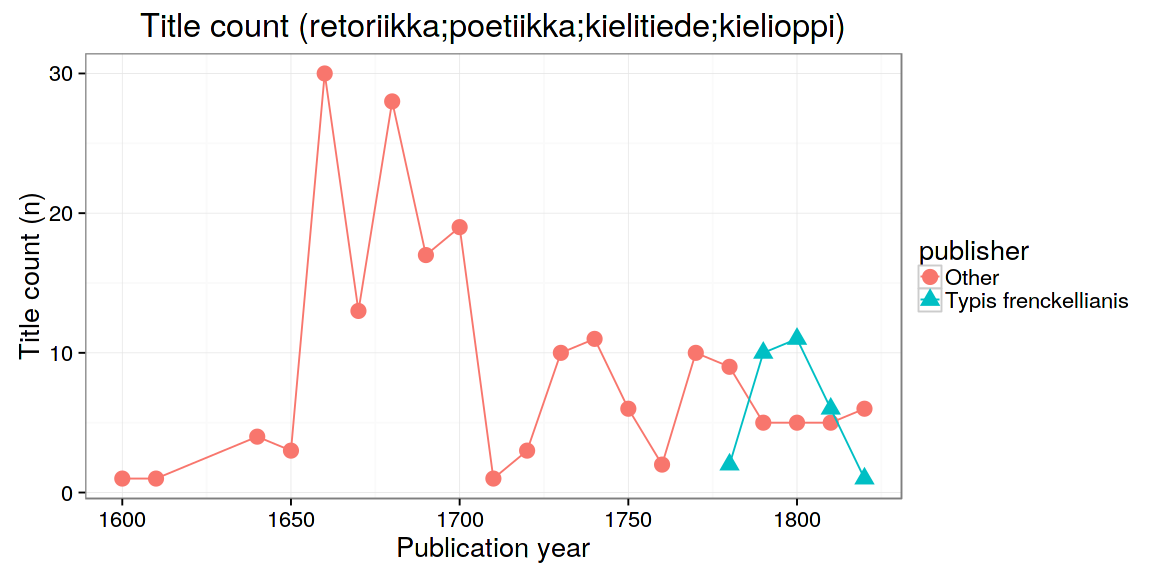 Title count (retoriikka;poetiikka;kielitiede;kielioppi)
Title count (n)
30
20
10
0
1600
1650
1700
1750
1800
Publication year
publisher
Other
Typis frenckellianis